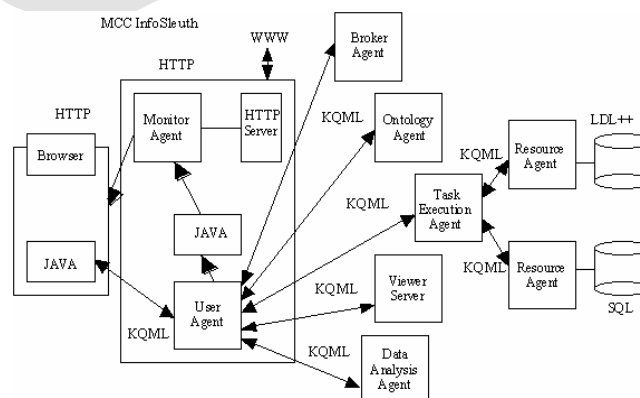 MCC InfoSleuth
WWW
HTTP
Broker
Agent
HTTP
Monitor
Agent
HTTP
Server
KQML
Ontology
Agent
LDL++
Browser
KQML
Resource
Agent
KQML
Task
Execution
Agent
JAVA
JAVA
KQML
Resource
Agent
User
Agent
KQML
Viewer
Server
SQL
KQML
KQML
Data
Analysis
Agent